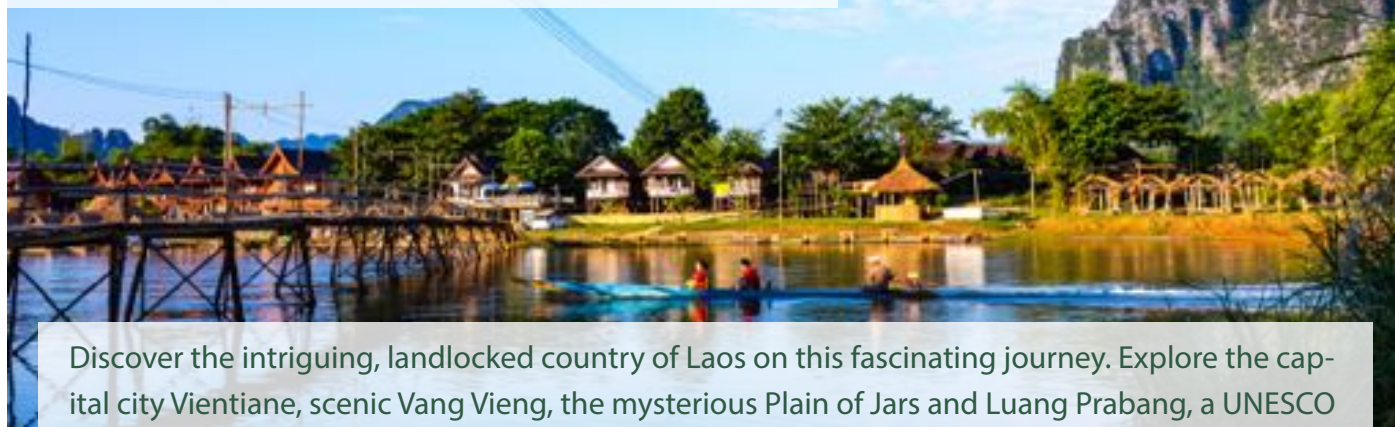 Discover the intriguing, landlocked country of Laos on this fascinating journey. Explore the cap-
ital city Vientiane, scenic Vang Vieng, the mysterious Plain of Jars and Luang Prabang, a UNESCO